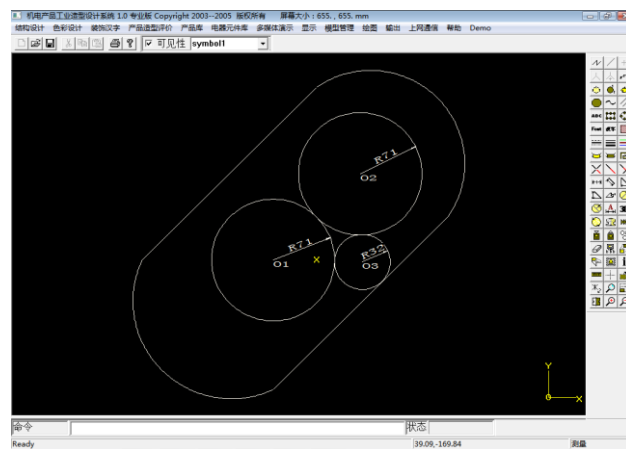 机电产品工业造型设计系统 1.0 专业版 Copyright 2003--2005 版权所有 屏幕大小：655. , 655. mm
结构设计 色彩设计 装饰汉字 产品造型评价 产品库 电器元件库 多媒体演示 显示 模型管理 绘图 输出 上网通信 帮助 Demo
可见性 symbol1
R71
O2
R71
O1
X
R32
O3
Y
X
ABC
命令
状态
Ready
39.09,-169.84
测量